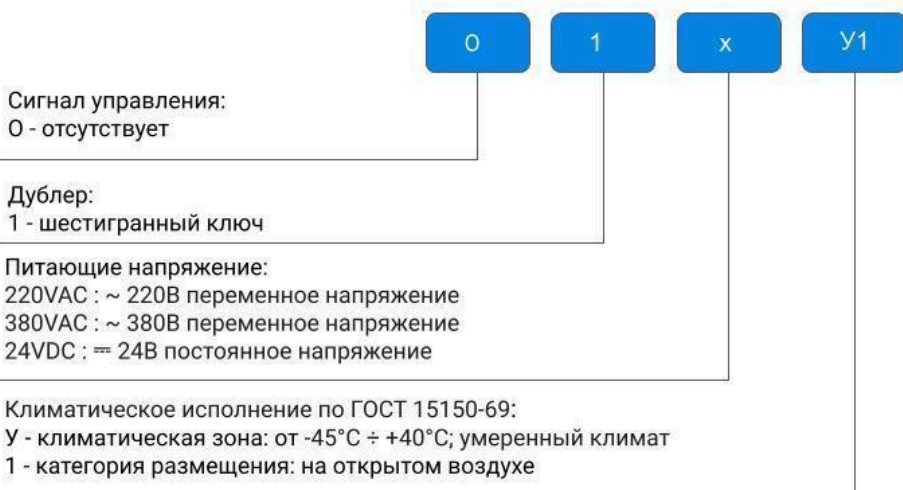 0 1 х У1
Сигнал управления:
0 - отсутствует
Дублер:
1 - шестигранный ключ
Питающие напряжение:
220VAC : ~ 220В переменное напряжение
380VAC : ~ 380В переменное напряжение
24VDC : ⎓ 24В постоянное напряжение
Климатическое исполнение по ГОСТ 15150-69:
У - климатическая зона: от -45°C ÷ +40°C; умеренный климат
1 - категория размещения: на открытом воздухе